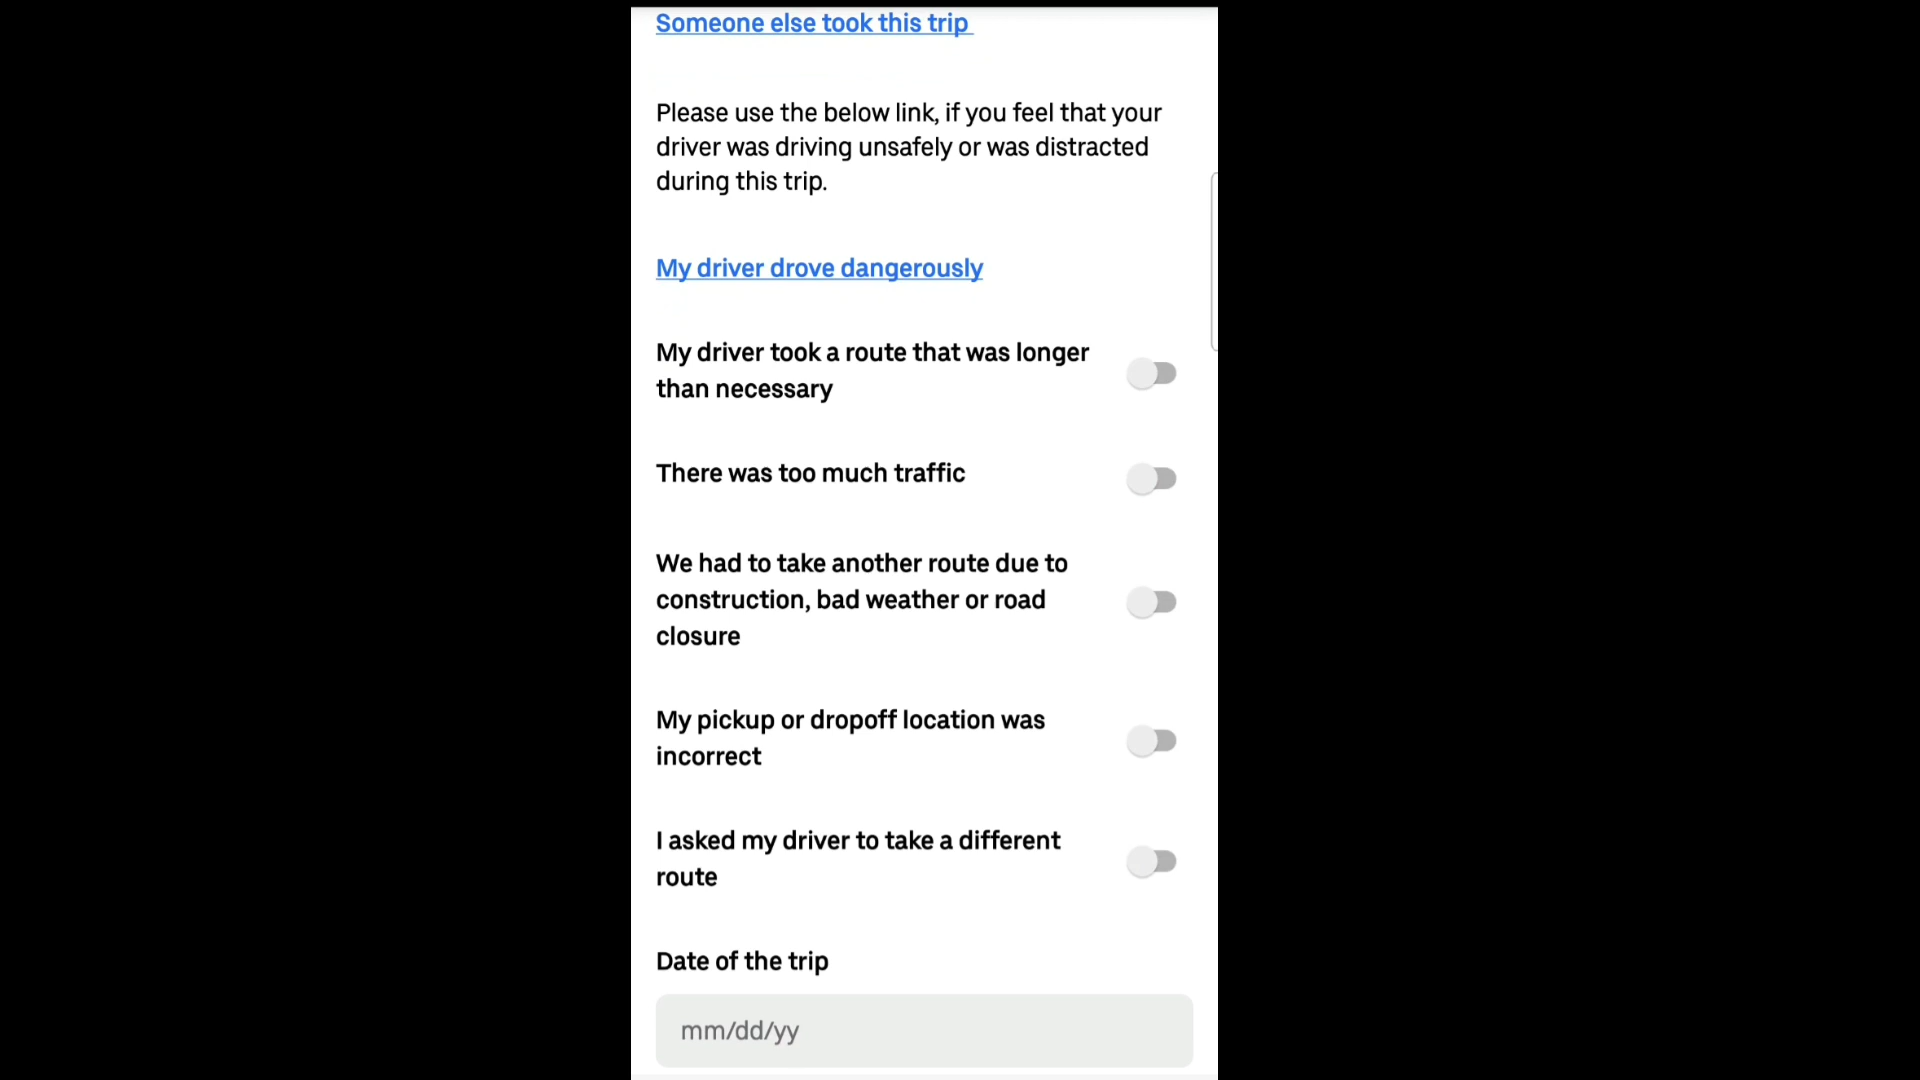 Someone else took this trip
Please use the below link, if you feel that your
driver was driving unsafely or was distracted
during this trip.
My driver drove dangerously
My driver took a route that was longer
than necessary
There was too much traffic
We had to take another route due to
construction, bad weather or road
closure
My pickup or dropoff location was
incorrect
I asked my driver to take a different
route
Date of the trip
mm/dd/yy